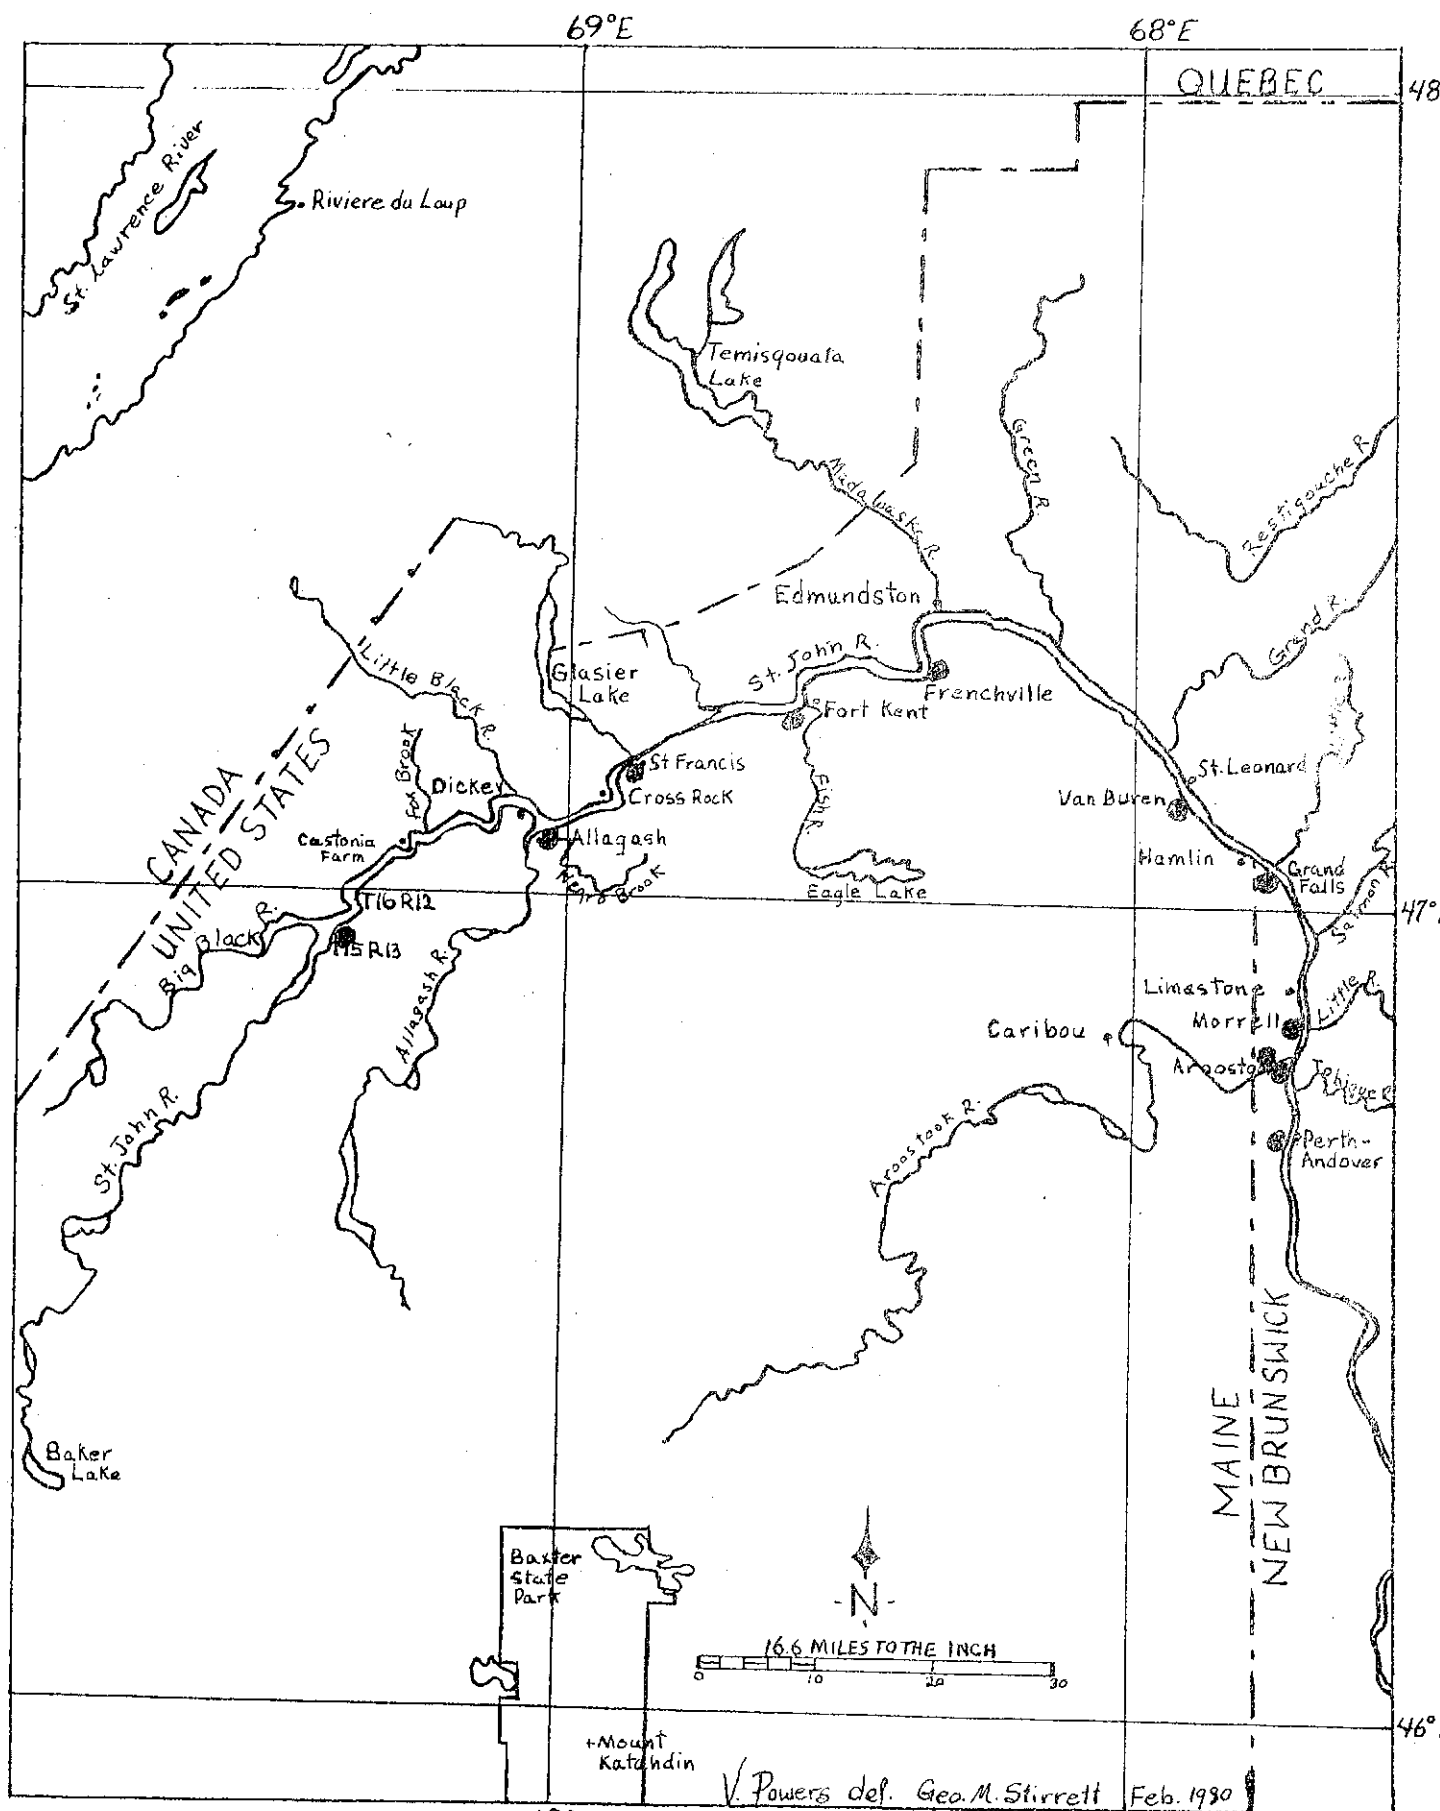 69°E
68°E
QUEBEC
48
St. Lawrence River
Riviere du Loup
Temisqouata
Lake
Green R.
Restigouche R.
Madawaske R.
Edmundston
Grand R.
St. John R.
Glasier
Lake
Little Black R.
Frenchville
Fort Kent
CANADA
UNITED STATES
Fox Brook
Dickey
St Francis
Cross Rock
Fish R.
St. Leonard
Van Buren
Castonia
Farm
Allagash
Brook
Eagle Lake
Hamlin
Grand
Falls
Salmon R.
47°
T16 R12
T15 R13
Big Black R.
Allagash R.
Limestone
Little R.
Morrell
Caribou
Aroosto
St. John R.
Aroostook R.
Perth-
Andover
MAINE
NEW BRUNSWICK
Baker
Lake
Baxter
State
Park
N
16.6 MILES TO THE INCH
0 10 20 30
46°
+Mount
Katahdin
V. Powers del. Geo. M. Stirrett Feb. 1980